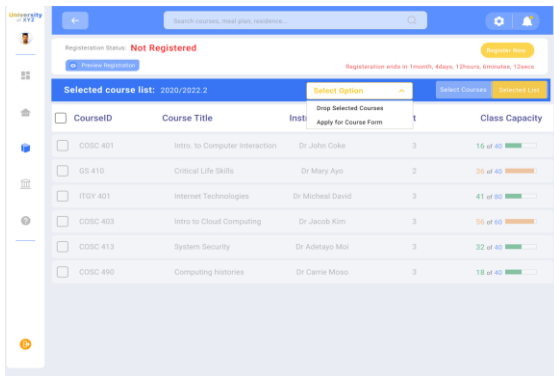 University
OF XYZ
Search courses, meal plan, residence...
Registeration Status: Not Registered
Register Now
Preview Registration
Registeration ends in 1month, 4days, 12hours, 6minutes, 12secs
Selected course list: 2020/2022.2
Select Option
Select Courses
Selected List
Drop Selected Courses
Apply for Course Form
CourseID Course Title Inst t Class Capacity
COSC 401 Intro. to Computer Interaction Dr John Coke 3 16 of 40
GS 410 Critical Life Skills Dr Mary Ayo 2 36 of 40
ITGY 401 Internet Technologies Dr Micheal David 3 41 of 80
COSC 403 Intro to Cloud Computing Dr Jacob Kim 3 56 of 60
COSC 413 System Security Dr Adetayo Moi 3 32 of 40
COSC 490 Computing histories Dr Carrie Moso 3 18 of 40